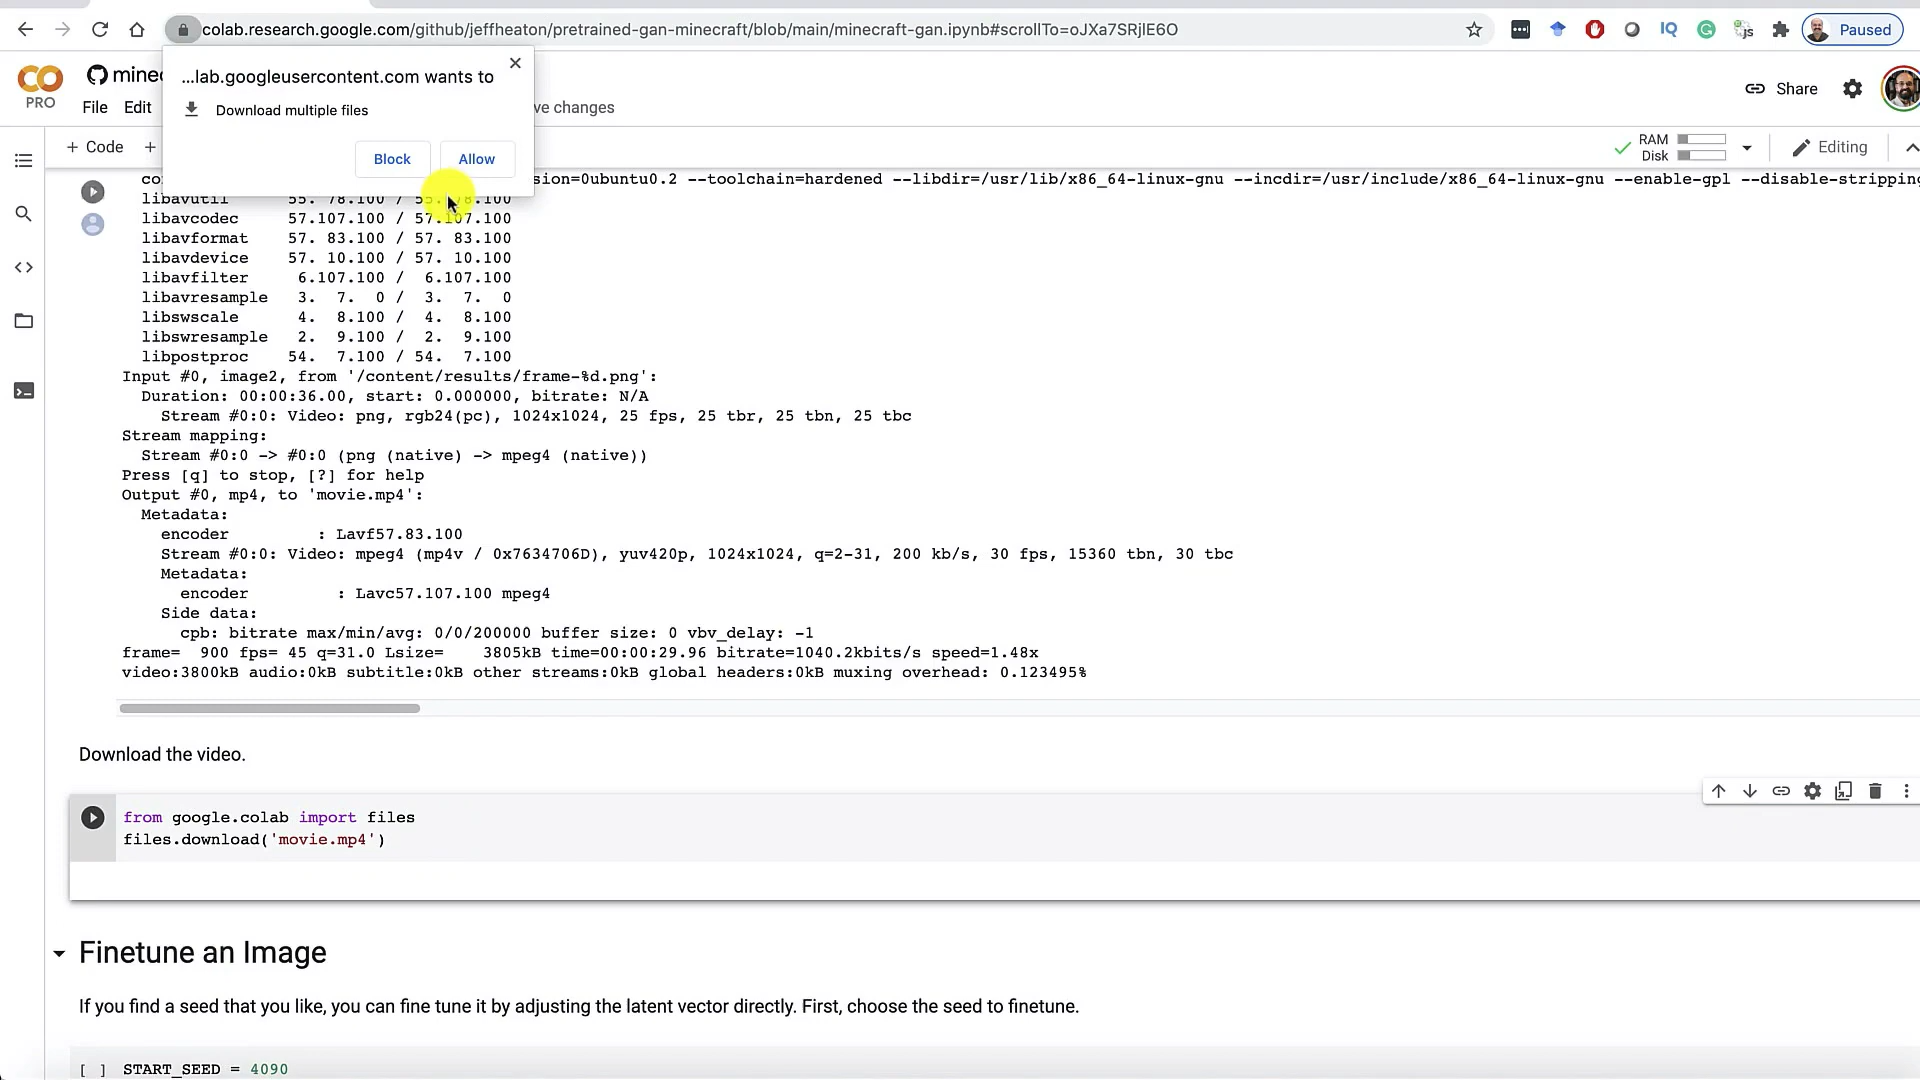 colab.research.google.com/github/jeffheaton/pretrained-gan-minecraft/blob/main/minecraft-gan.ipynb#scrollTo=oJXa7SRjlE6O
IQ
js
Paused
...lab.googleusercontent.com wants to
Download multiple files
Block
Allow
PRO
File Edit
ve changes
Share
+ Code +
RAM
Disk
Editing
sion=0ubuntu0.2 --toolchain=hardened --libdir=/usr/lib/x86_64-linux-gnu --incdir=/usr/include/x86_64-linux-gnu --enable-gpl --disable-stripping
libavutil 55. 78.100 / 55. 78.100
libavcodec 57.107.100 / 57.107.100
libavformat 57. 83.100 / 57. 83.100
libavdevice 57. 10.100 / 57. 10.100
libavfilter 6.107.100 / 6.107.100
libavresample 3. 7. 0 / 3. 7. 0
libswscale 4. 8.100 / 4. 8.100
libswresample 2. 9.100 / 2. 9.100
libpostproc 54. 7.100 / 54. 7.100
Input #0, image2, from '/content/results/frame-%d.png':
Duration: 00:00:36.00, start: 0.000000, bitrate: N/A
Stream #0:0: Video: png, rgb24(pc), 1024x1024, 25 fps, 25 tbr, 25 tbn, 25 tbc
Stream mapping:
Stream #0:0 -> #0:0 (png (native) -> mpeg4 (native))
Press [q] to stop, [?] for help
Output #0, mp4, to 'movie.mp4':
Metadata:
encoder : Lavf57.83.100
Stream #0:0: Video: mpeg4 (mp4v / 0x7634706D), yuv420p, 1024x1024, q=2-31, 200 kb/s, 30 fps, 15360 tbn, 30 tbc
Metadata:
encoder : Lavc57.107.100 mpeg4
Side data:
cpb: bitrate max/min/avg: 0/0/200000 buffer size: 0 vbv_delay: -1
frame= 900 fps= 45 q=31.0 Lsize= 3805kB time=00:00:29.96 bitrate=1040.2kbits/s speed=1.48x
video:3800kB audio:0kB subtitle:0kB other streams:0kB global headers:0kB muxing overhead: 0.123495%
Download the video.
from google.colab import files
files.download('movie.mp4')
Finetune an Image
If you find a seed that you like, you can fine tune it by adjusting the latent vector directly. First, choose the seed to finetune.
[ ] START_SEED = 4090